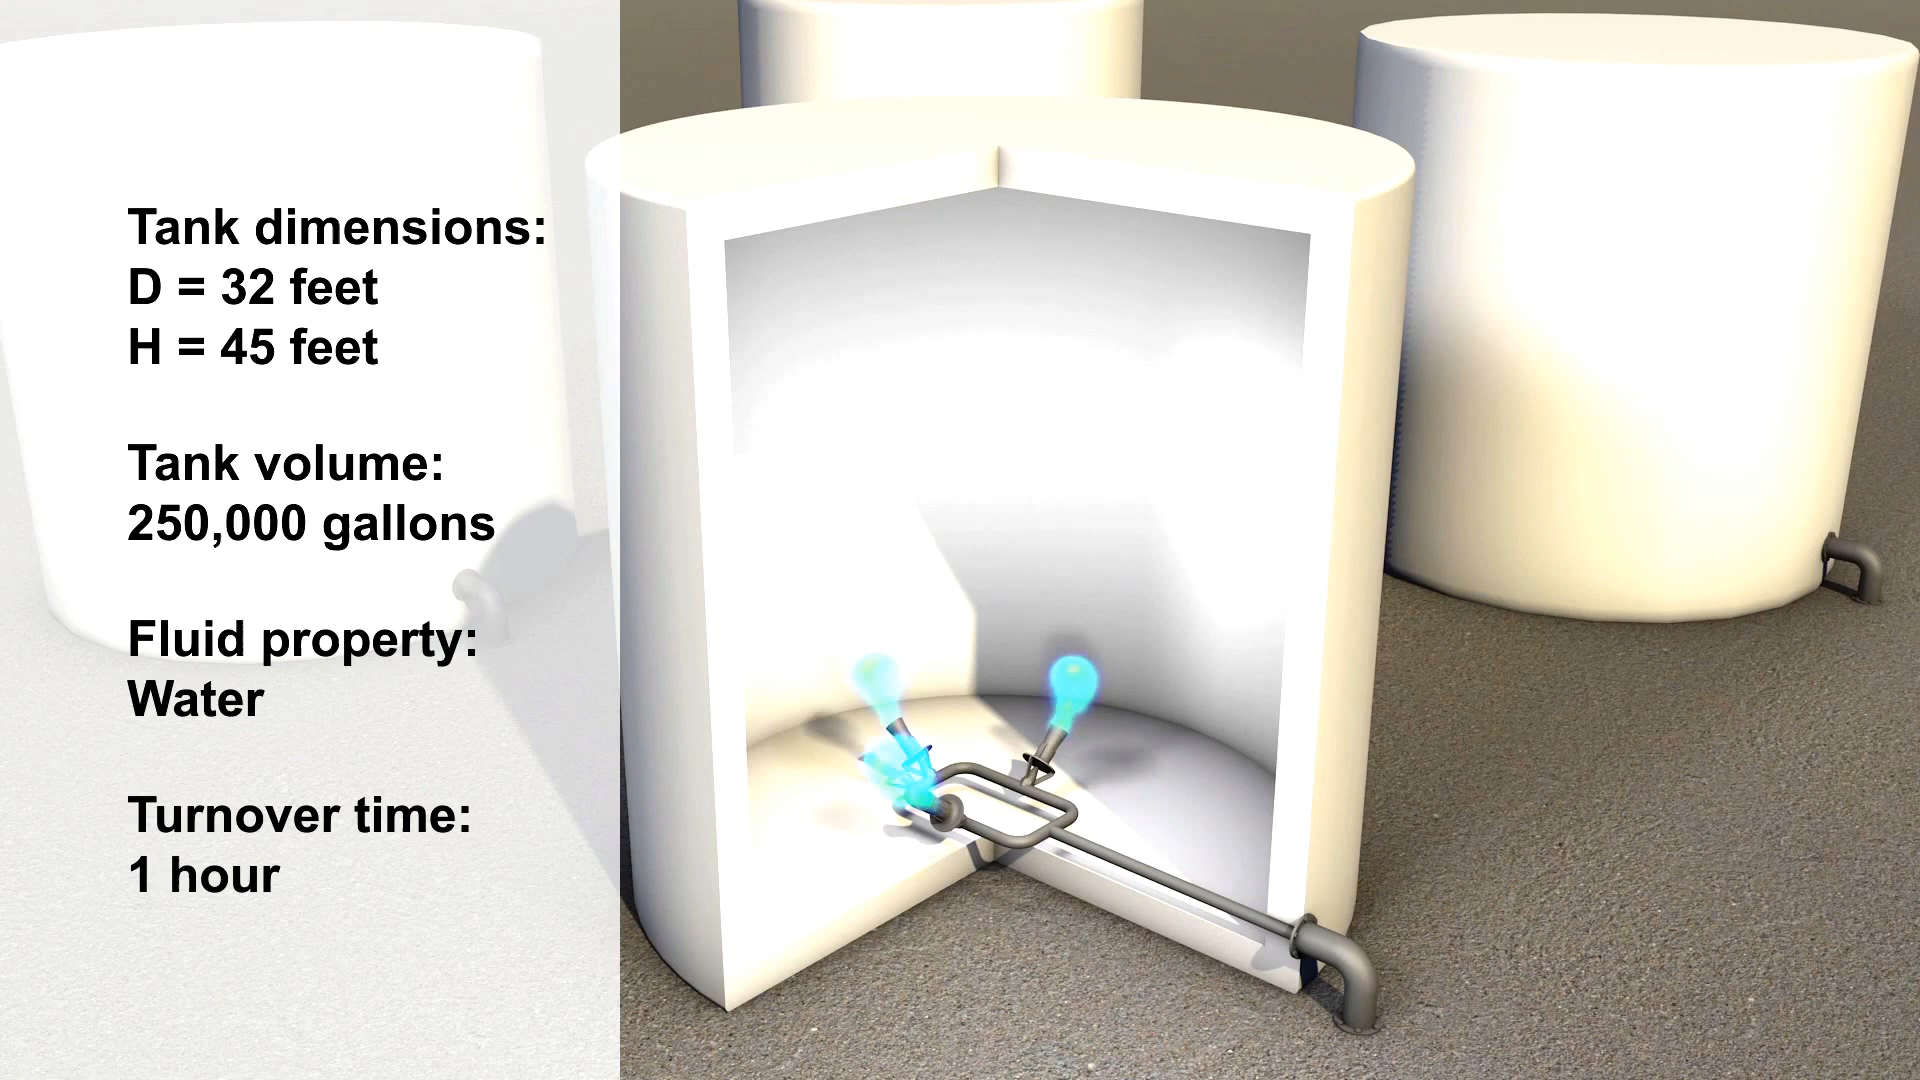 Tank dimensions:
D = 32 feet
H = 45 feet
Tank volume:
250,000 gallons
Fluid property:
Water
Turnover time:
1 hour